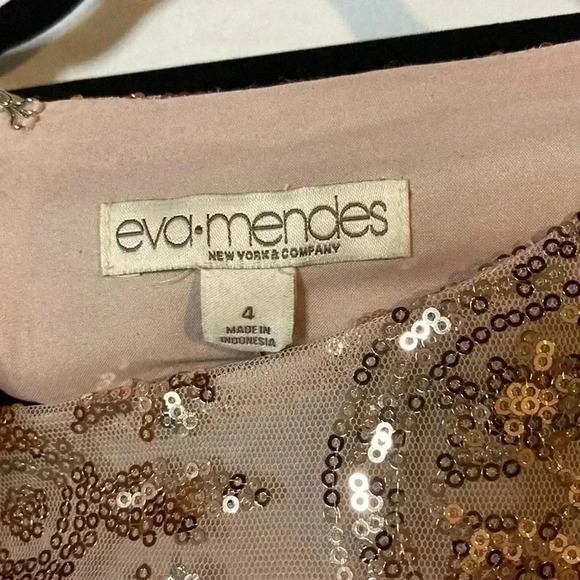 eva•mendes
NEW YORK & COMPANY
4
MADE IN
INDONESIA